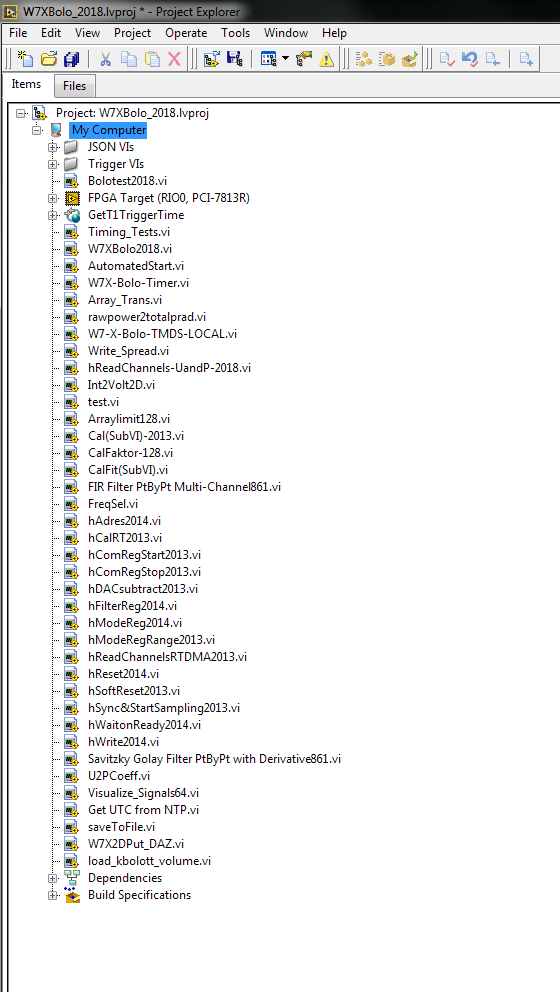 W7XBolo_2018.lvproj * - Project Explorer
File Edit View Project Operate Tools Window Help
Items Files
Project: W7XBolo_2018.lvproj
My Computer
JSON VIs
Trigger VIs
Bolotest2018.vi
FPGA Target (RIO0, PCI-7813R)
GetT1TriggerTime
Timing_Tests.vi
W7XBolo2018.vi
AutomatedStart.vi
W7X-Bolo-Timer.vi
Array_Trans.vi
rawpower2totalprad.vi
W7-X-Bolo-TMDS-LOCAL.vi
Write_Spread.vi
hReadChannels-UandP-2018.vi
Int2Volt2D.vi
test.vi
Arraylimit128.vi
Cal(SubVI)-2013.vi
CalFaktor-128.vi
CalFit(SubVI).vi
FIR Filter PtByPt Multi-Channel861.vi
FreqSel.vi
hAdres2014.vi
hCalRT2013.vi
hComRegStart2013.vi
hComRegStop2013.vi
hDACsubtract2013.vi
hFilterReg2014.vi
hModeReg2014.vi
hModeRegRange2013.vi
hReadChannelsRTDMA2013.vi
hReset2014.vi
hSoftReset2013.vi
hSync&StartSampling2013.vi
hWaitonReady2014.vi
hWrite2014.vi
Savitzky Golay Filter PtByPt with Derivative861.vi
U2PCoeff.vi
Visualize_Signals64.vi
Get UTC from NTP.vi
saveToFile.vi
W7X2DPut_DAZ.vi
load_kbolott_volume.vi
Dependencies
Build Specifications